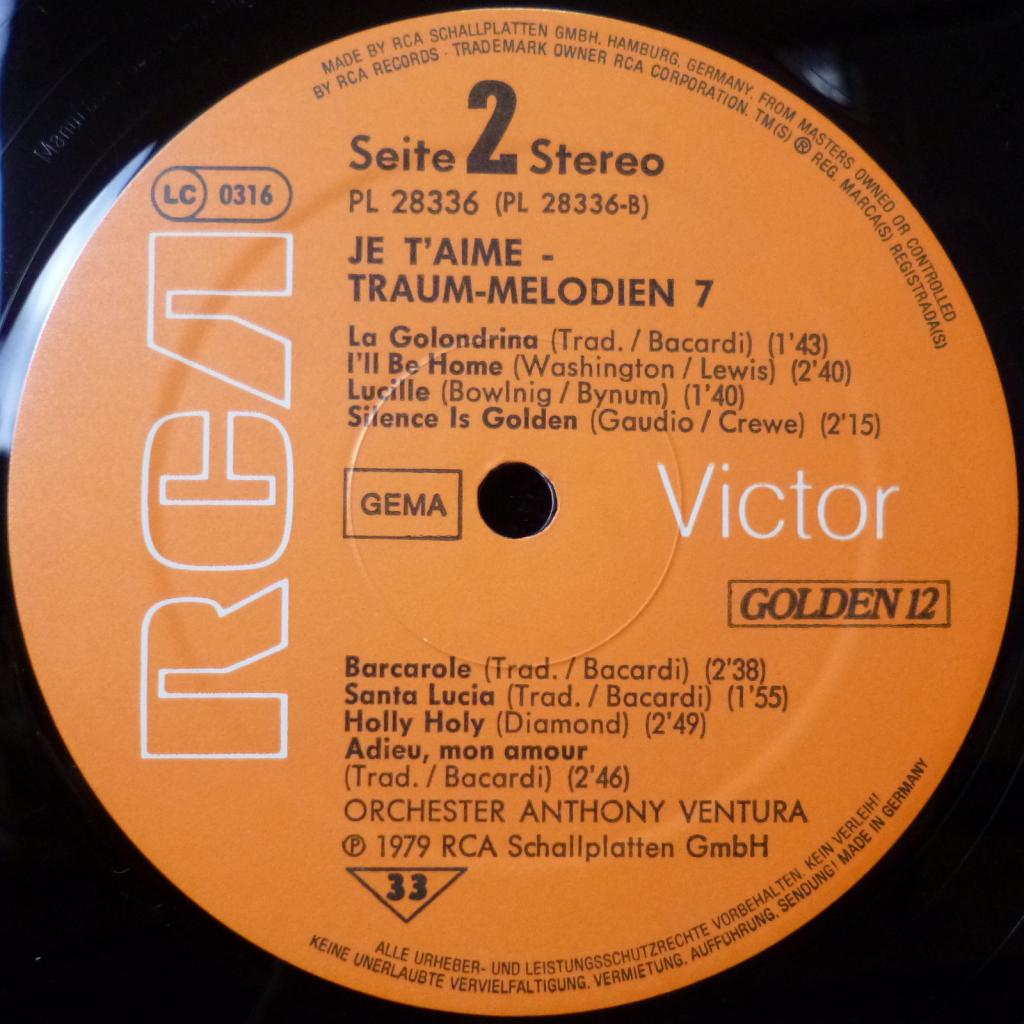 MADE BY RCA SCHALLPLATTEN GMBH. HAMBURG. GERMANY. FROM MASTERS OWNED OR CONTROLLED
BY RCA RECORDS · TRADEMARK OWNER RCA CORPORATION. TM(S) ® REG. MARCA(S) REGISTRADA(S)
Seite 2 Stereo
LC 0316
PL 28336 (PL 28336-B)
JE T'AIME -
TRAUM-MELODIEN 7
La Golondrina (Trad. / Bacardi) (1'43)
I'll Be Home (Washington / Lewis) (2'40)
Lucille (Bowlnig / Bynum) (1'40)
Silence Is Golden (Gaudio / Crewe) (2'15)
RCA
GEMA
Victor
GOLDEN 12
Barcarole (Trad. / Bacardi) (2'38)
Santa Lucia (Trad. / Bacardi) (1'55)
Holly Holy (Diamond) (2'49)
Adieu, mon amour
(Trad. / Bacardi) (2'46)
ORCHESTER ANTHONY VENTURA
℗ 1979 RCA Schallplatten GmbH
33
ALLE URHEBER- UND LEISTUNGSSCHUTZRECHTE VORBEHALTEN. KEIN VERLEIH!
KEINE UNERLAUBTE VERVIELFALTIGUNG. VERMIETUNG. AUFFUHRUNG. SENDUNG! MADE IN GERMANY